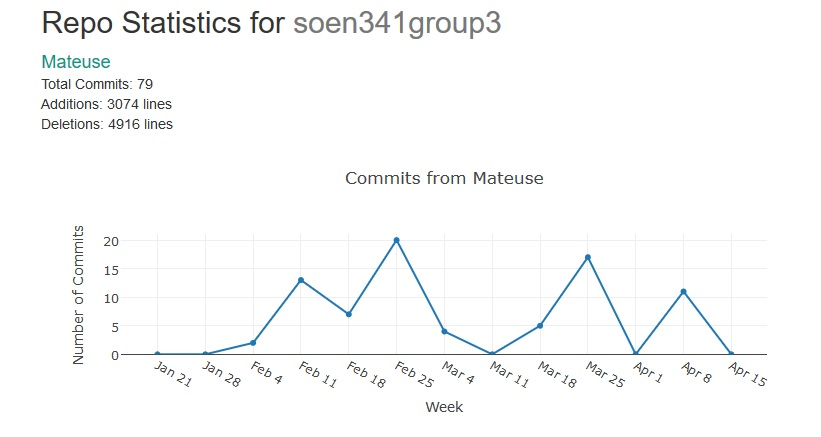 Repo Statistics for soen341group3
Mateuse
Total Commits: 79
Additions: 3074 lines
Deletions: 4916 lines
Commits from Mateuse
Number of Commits
20
15
10
5
0
Jan 21 Jan 28 Feb 4 Feb 11 Feb 18 Feb 25 Mar 4 Mar 11 Mar 18 Mar 25 Apr 1 Apr 8 Apr 15
Week